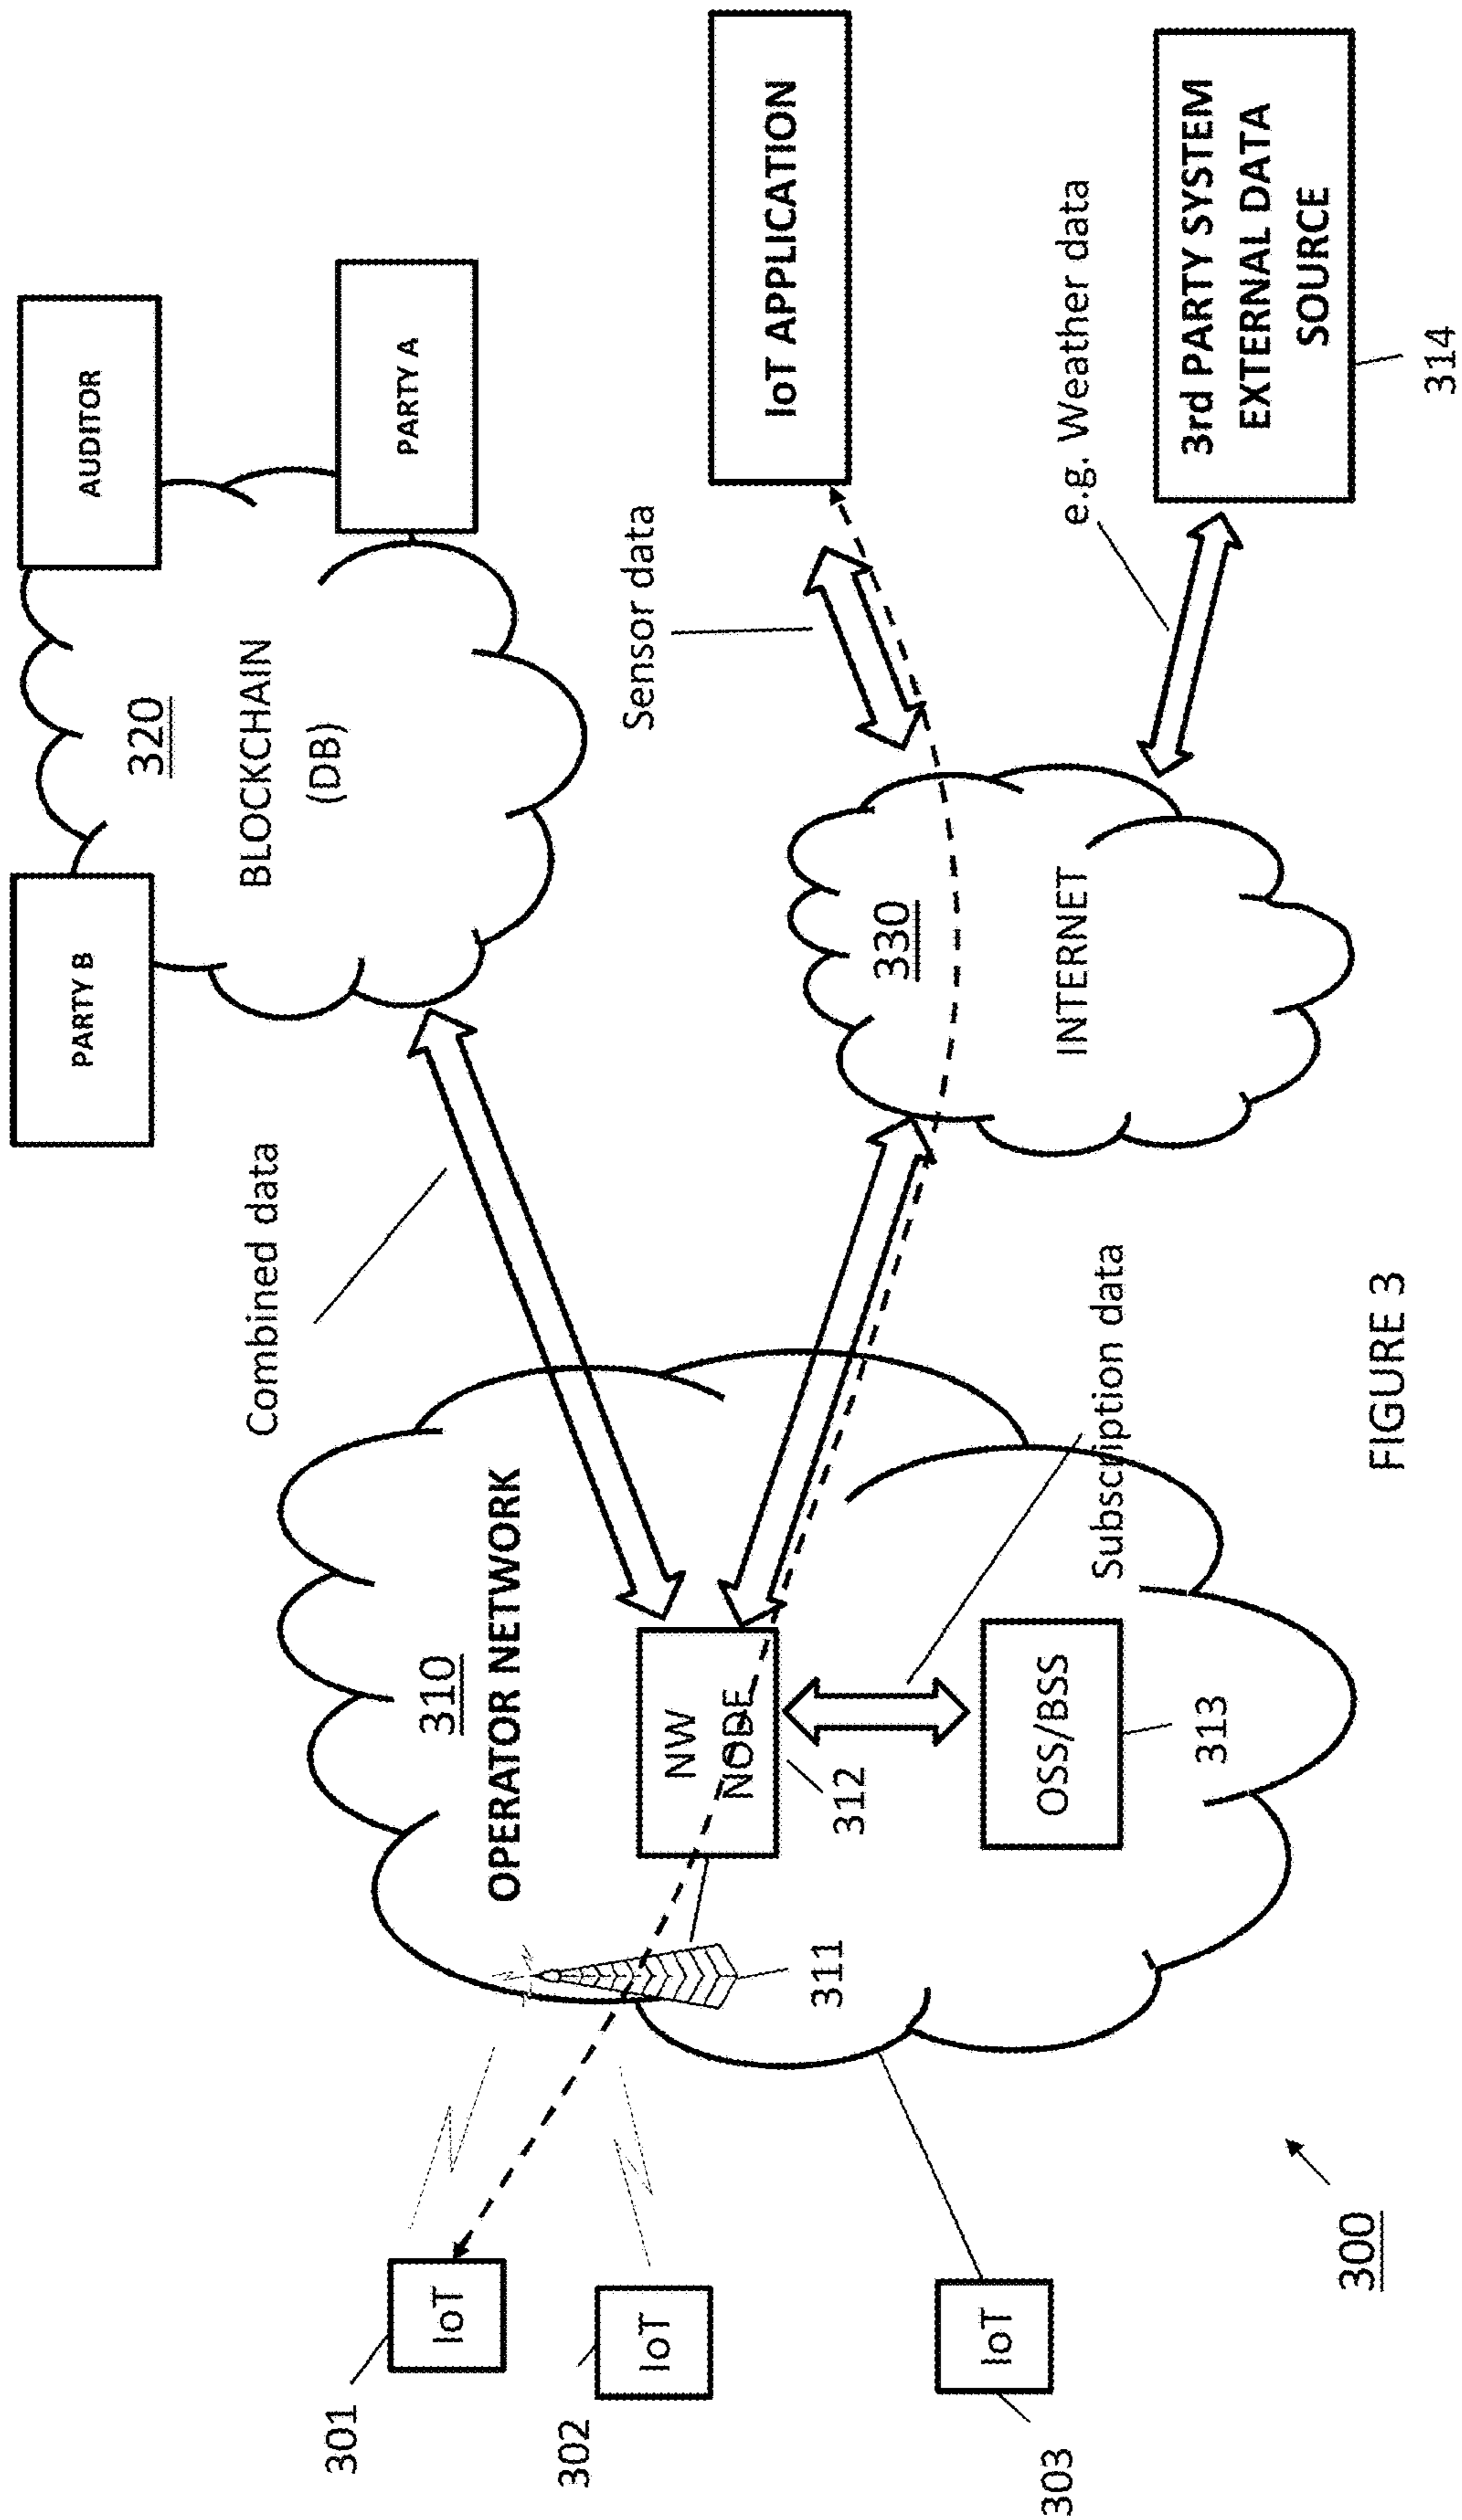 PARTY B
AUDITOR
PARTY A
320
BLOCKCHAIN
(DB)
Combined data
Sensor data
IoT APPLICATION
310
OPERATOR NETWORK
330
INTERNET
e.g. Weather data
3rd PARTY SYSTEM
EXTERNAL DATA
SOURCE
314
301
IoT
302
IoT
303
IoT
311
NW
NODE
312
OSS/BSS
313
Subscription data
300
FIGURE 3